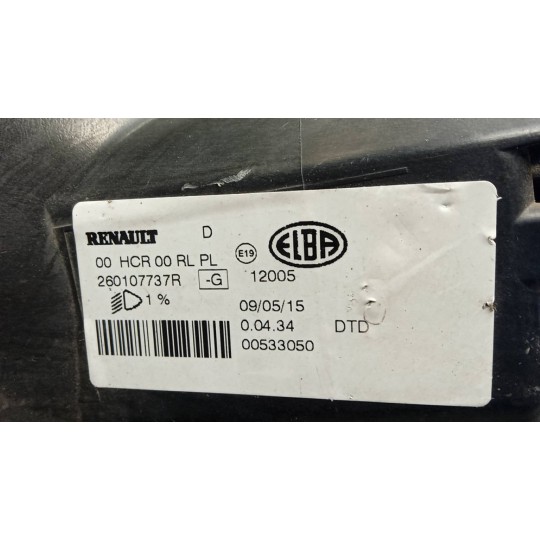 RENAULT D
00 HCR 00 RL PL E19 ELBA
260107737R -G 12005
1 % 09/05/15
0.04.34 DTD
00533050